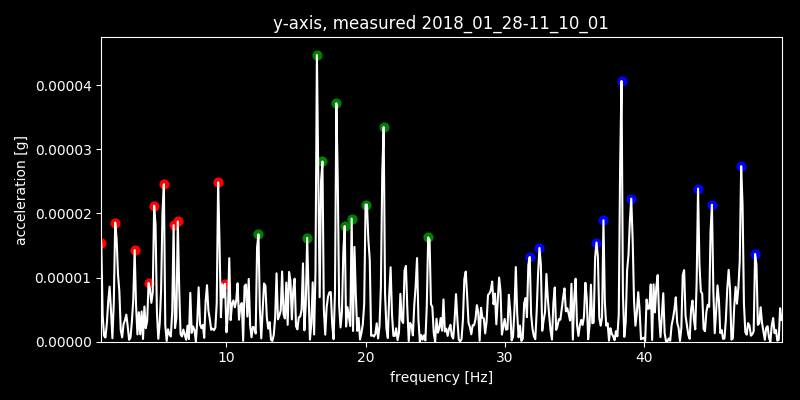 y-axis, measured 2018_01_28-11_10_01
acceleration [g]
0.00004
0.00003
0.00002
0.00001
0.00000
10 20 30 40
frequency [Hz]